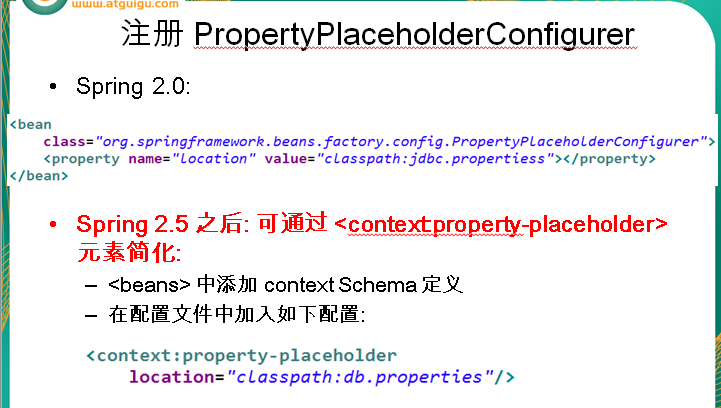 www.atguigu.com
注册 PropertyPlaceholderConfigurer
• Spring 2.0:
<bean
class="org.springframework.beans.factory.config.PropertyPlaceholderConfigurer">
<property name="location" value="classpath:jdbc.propertiess"></property>
</bean>
• Spring 2.5 之后: 可通过 <context:property-placeholder>
元素简化:
– <beans> 中添加 context Schema 定义
– 在配置文件中加入如下配置:
<context:property-placeholder
location="classpath:db.properties"/>